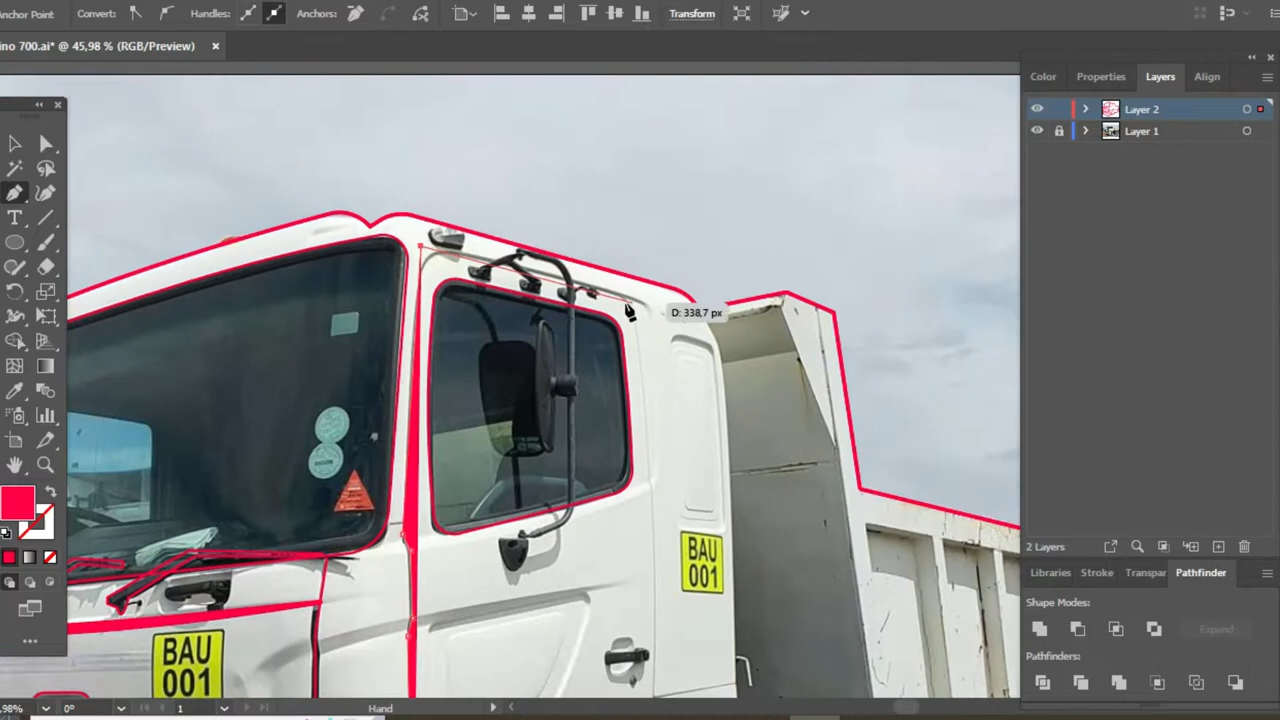 Anchor Point Convert: Handles: Anchors: Transform
ino 700.ai* @ 45,98 % (RGB/Preview) ×
Color Properties Layers Align
Layer 2
Layer 1
D: 338,7 px
BAU
001
BAU
001
2 Layers
Libraries Stroke Transpar Pathfinder
Shape Modes:
Expand
Pathfinders:
,98% 0° 1 Hand